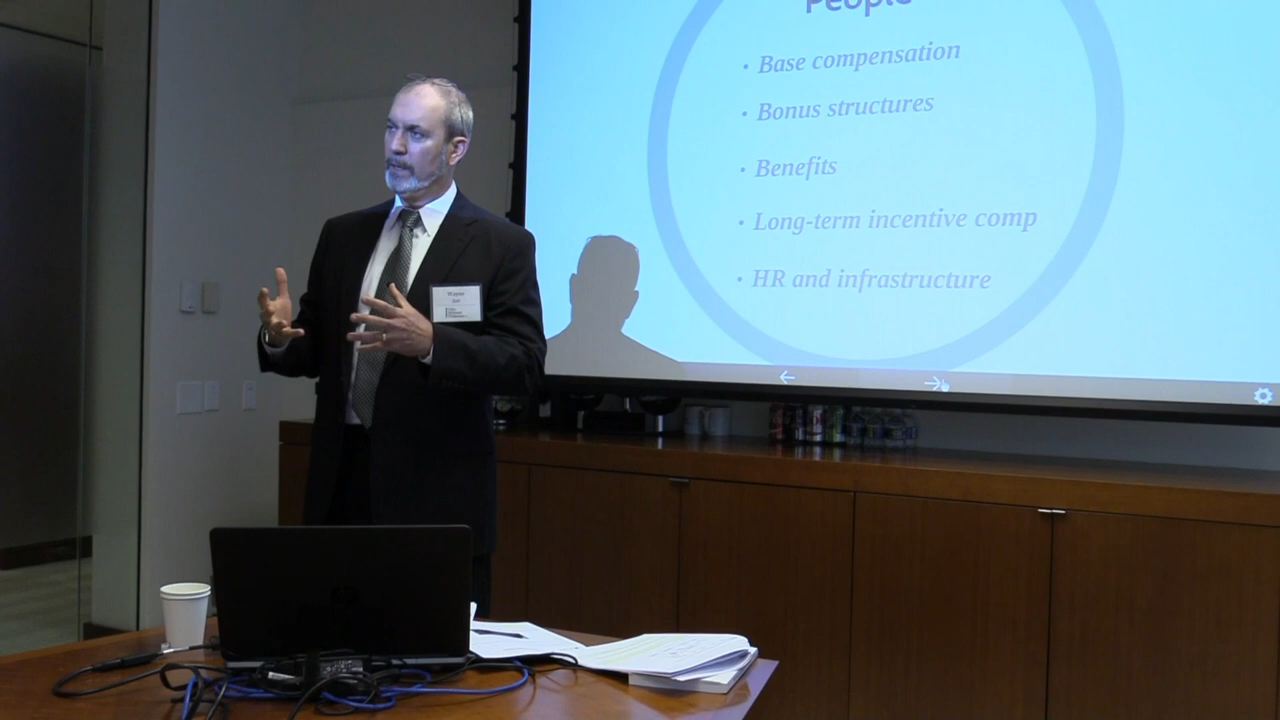 People
• Base compensation
• Bonus structures
• Benefits
• Long-term incentive comp
• HR and infrastructure